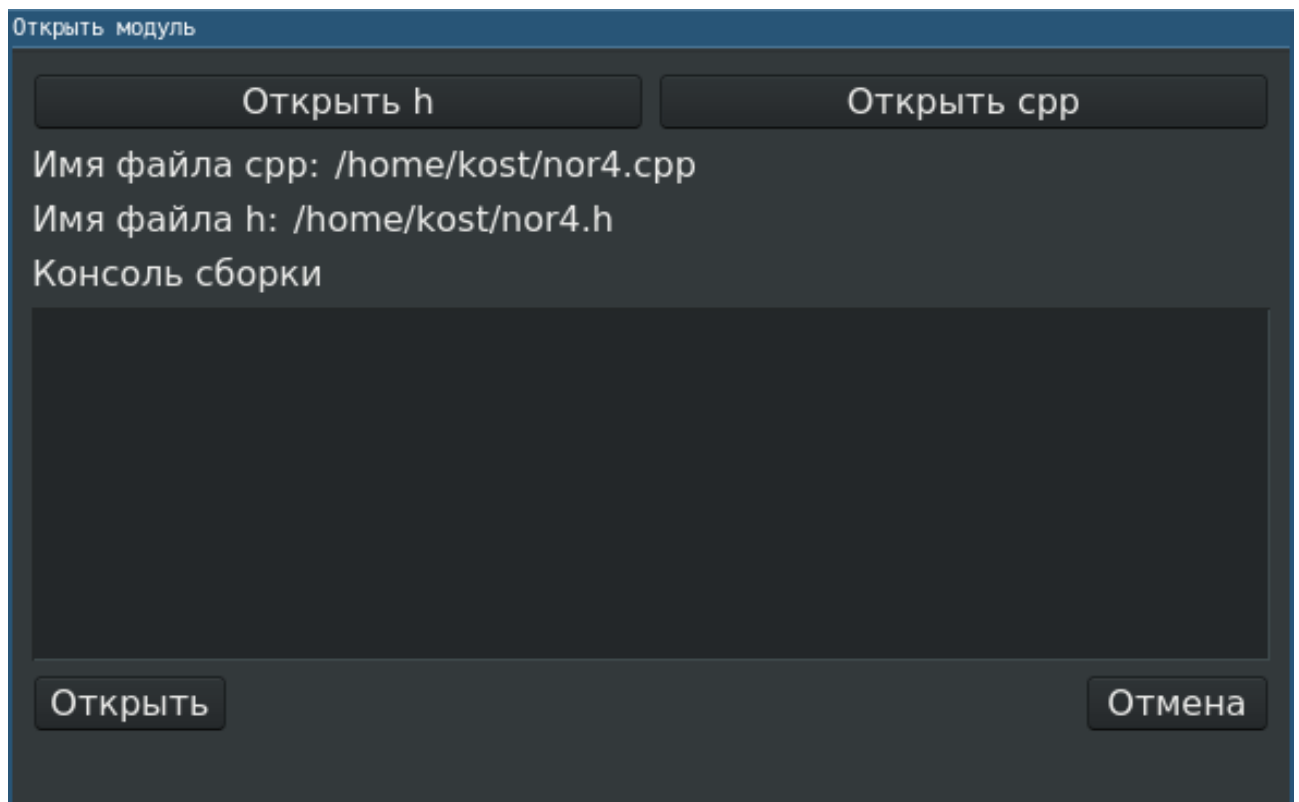 Открыть модуль
Открыть h Открыть cpp
Имя файла cpp: /home/kost/nor4.cpp
Имя файла h: /home/kost/nor4.h
Консоль сборки
Открыть Отмена